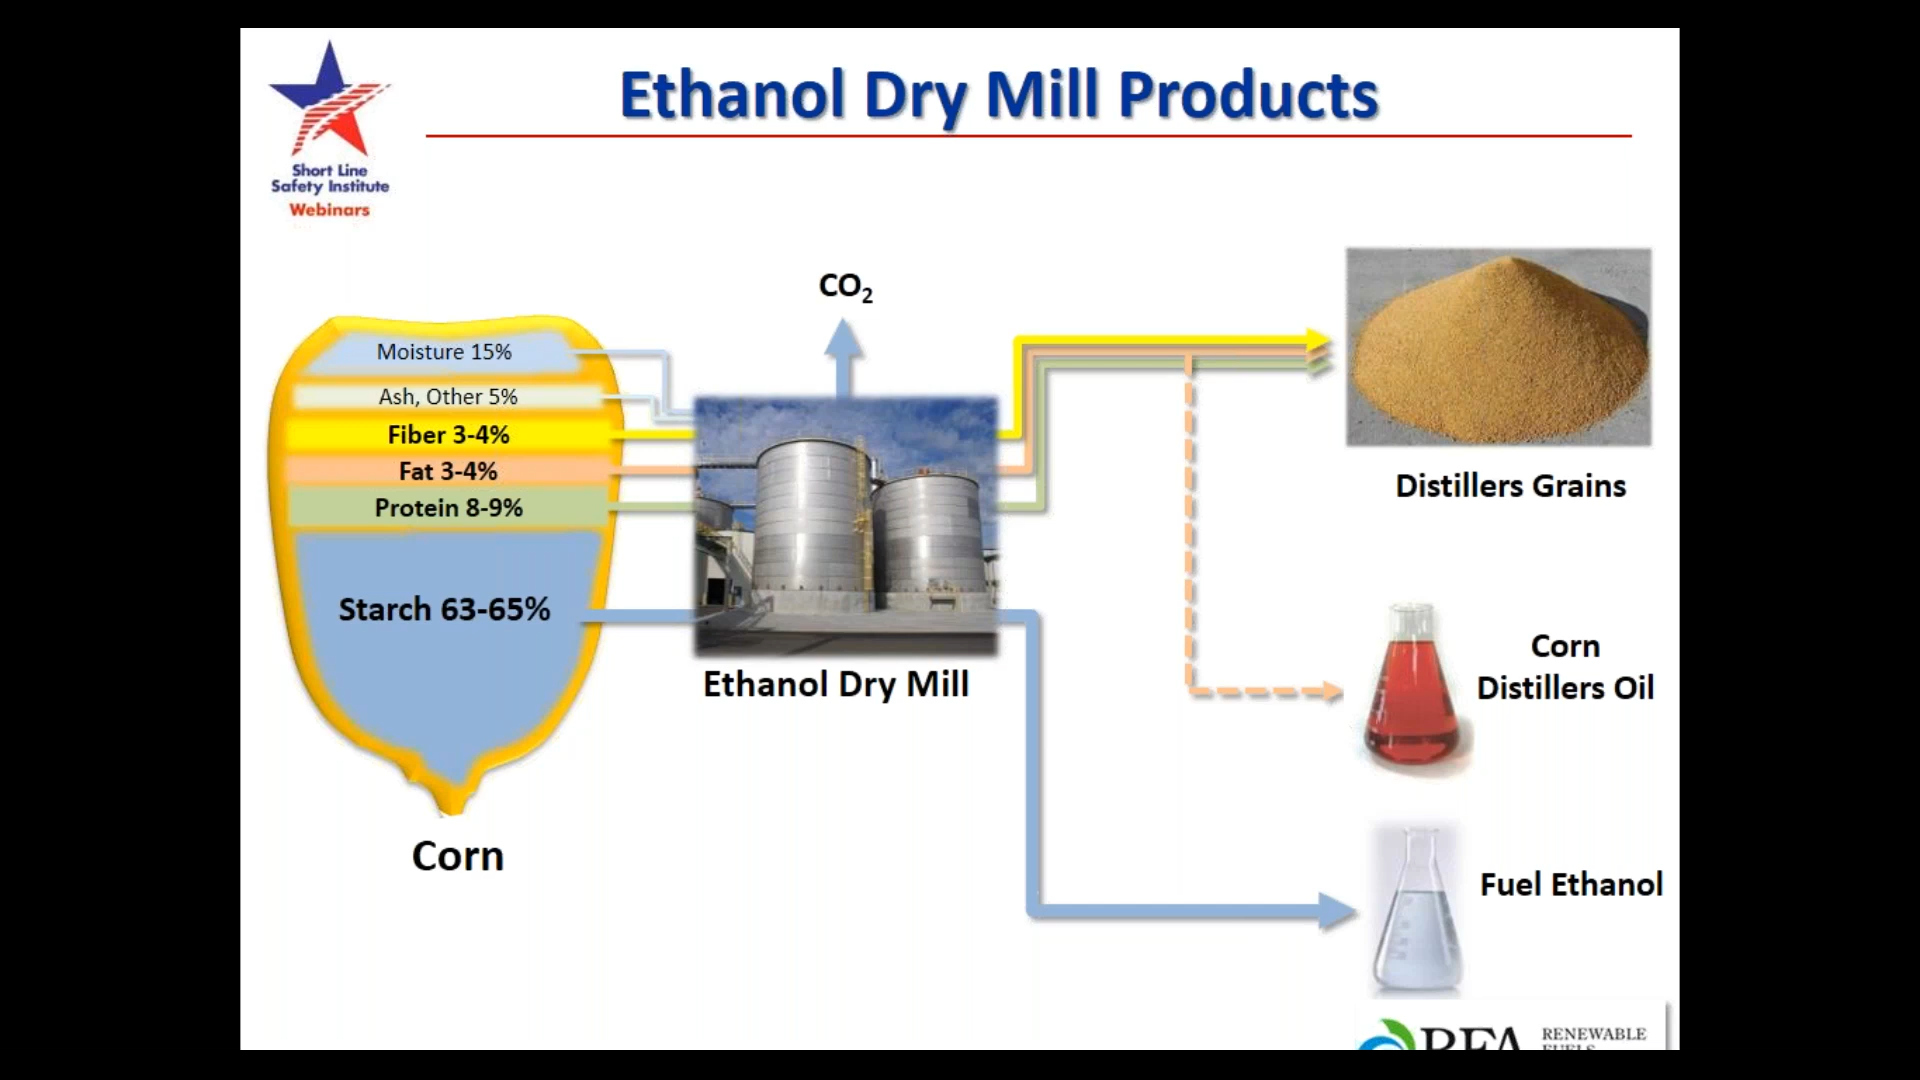 Ethanol Dry Mill Products
Short Line
Safety Institute
Webinars
CO₂
Moisture 15%
Ash, Other 5%
Fiber 3-4%
Fat 3-4%
Protein 8-9%
Starch 63-65%
Corn
Ethanol Dry Mill
Distillers Grains
Corn
Distillers Oil
Fuel Ethanol
RFA
RENEWABLE
FUELS